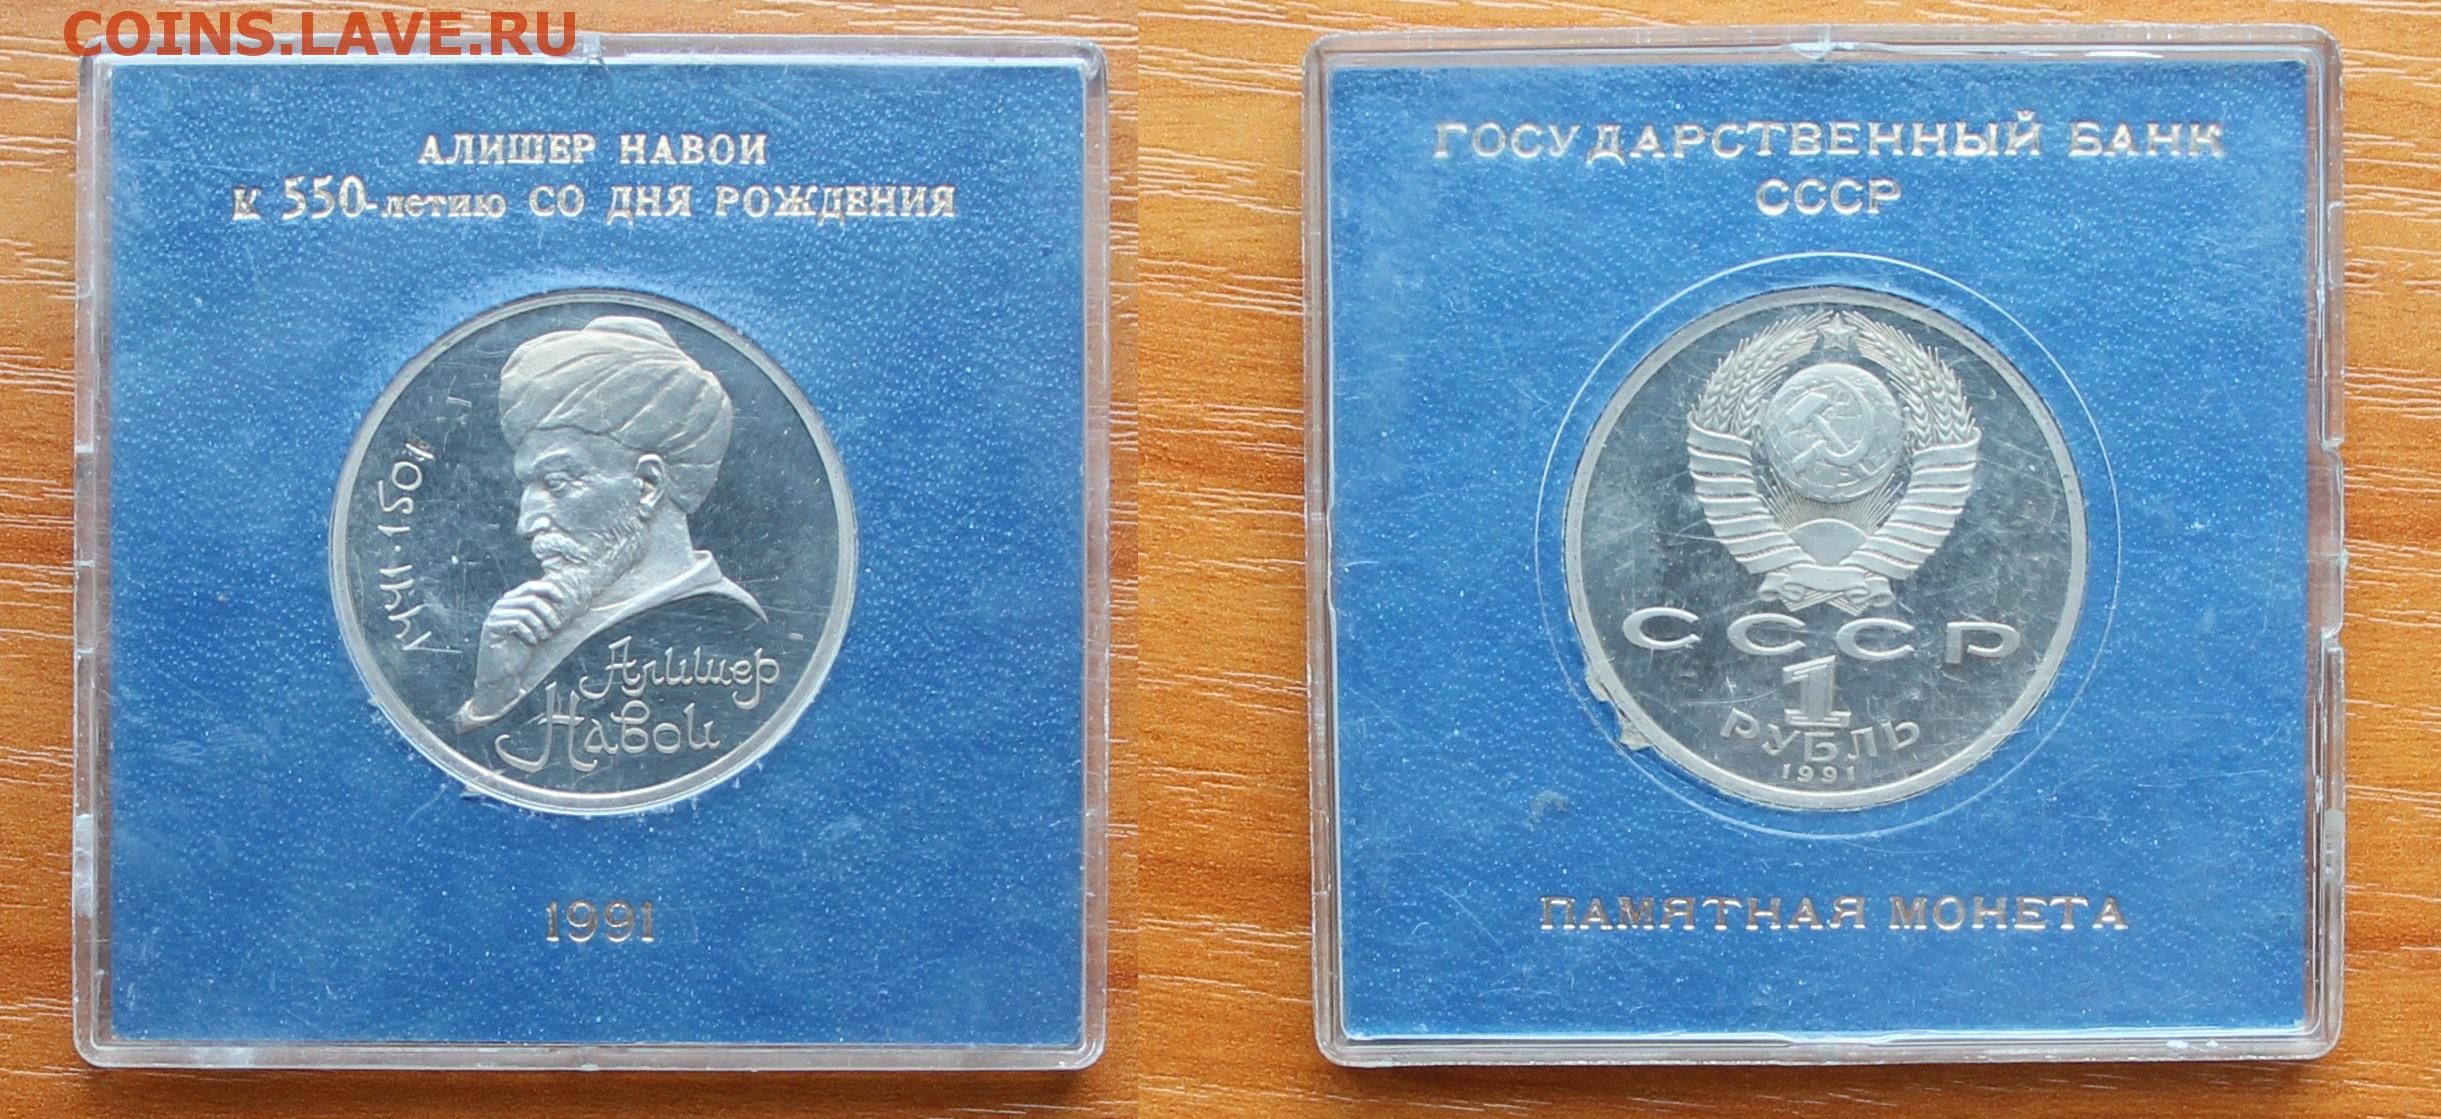 COINS.LAVE.RU
АЛИШЕР НАВОИ
К 550-летию СО ДНЯ РОЖДЕНИЯ
1441·1501
Алишер
Навои
1991
ГОСУДАРСТВЕННЫЙ БАНК
СССР
СССР
1
РУБЛЬ
1991
ПАМЯТНАЯ МОНЕТА